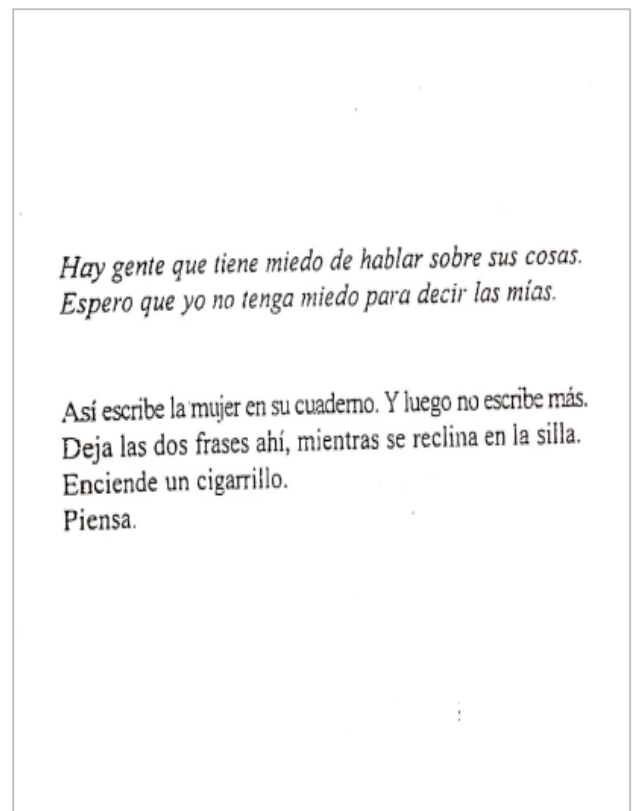 Hay gente que tiene miedo de hablar sobre sus cosas.
Espero que yo no tenga miedo para decir las mías.
Así escribe la mujer en su cuaderno. Y luego no escribe más.
Deja las dos frases ahí, mientras se reclina en la silla.
Enciende un cigarrillo.
Piensa.